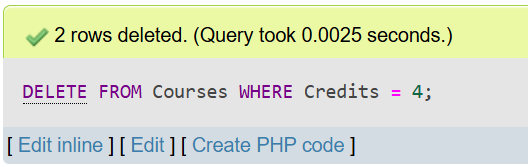 2 rows deleted. (Query took 0.0025 seconds.)
DELETE FROM Courses WHERE Credits = 4;
[ Edit inline ] [ Edit ] [ Create PHP code ]